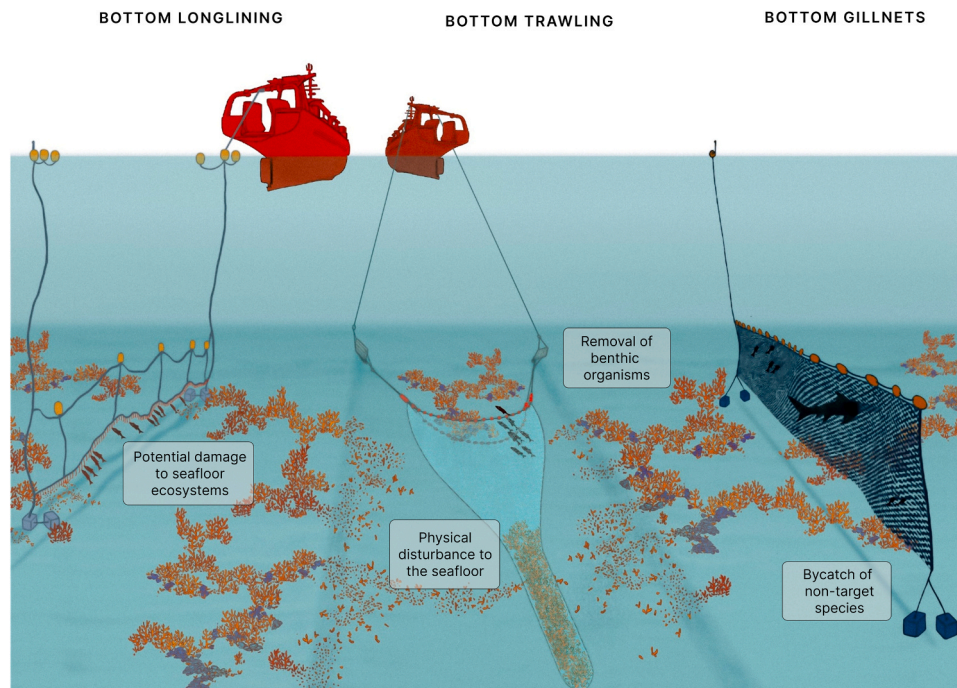 BOTTOM LONGLINING
BOTTOM TRAWLING
BOTTOM GILLNETS
Removal of
benthic
organisms
Potential damage
to seafloor
ecosystems
Physical
disturbance to
the seafloor
Bycatch of
non-target
species